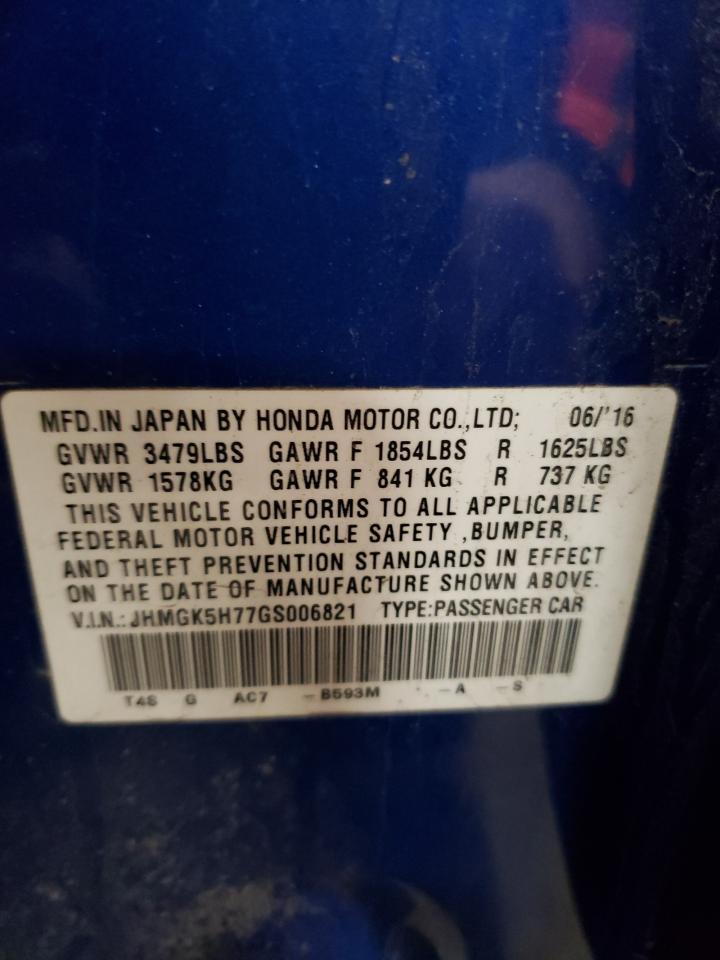 MFD.IN JAPAN BY HONDA MOTOR CO.,LTD; 06/'16
GVWR 3479LBS GAWR F 1854LBS R 1625LBS
GVWR 1578KG GAWR F 841 KG R 737 KG
THIS VEHICLE CONFORMS TO ALL APPLICABLE
FEDERAL MOTOR VEHICLE SAFETY ,BUMPER,
AND THEFT PREVENTION STANDARDS IN EFFECT
ON THE DATE OF MANUFACTURE SHOWN ABOVE.
V.I.N.: JHMGK5H77GS006821 TYPE:PASSENGER CAR
T4S G AC7 -B593M -A -S